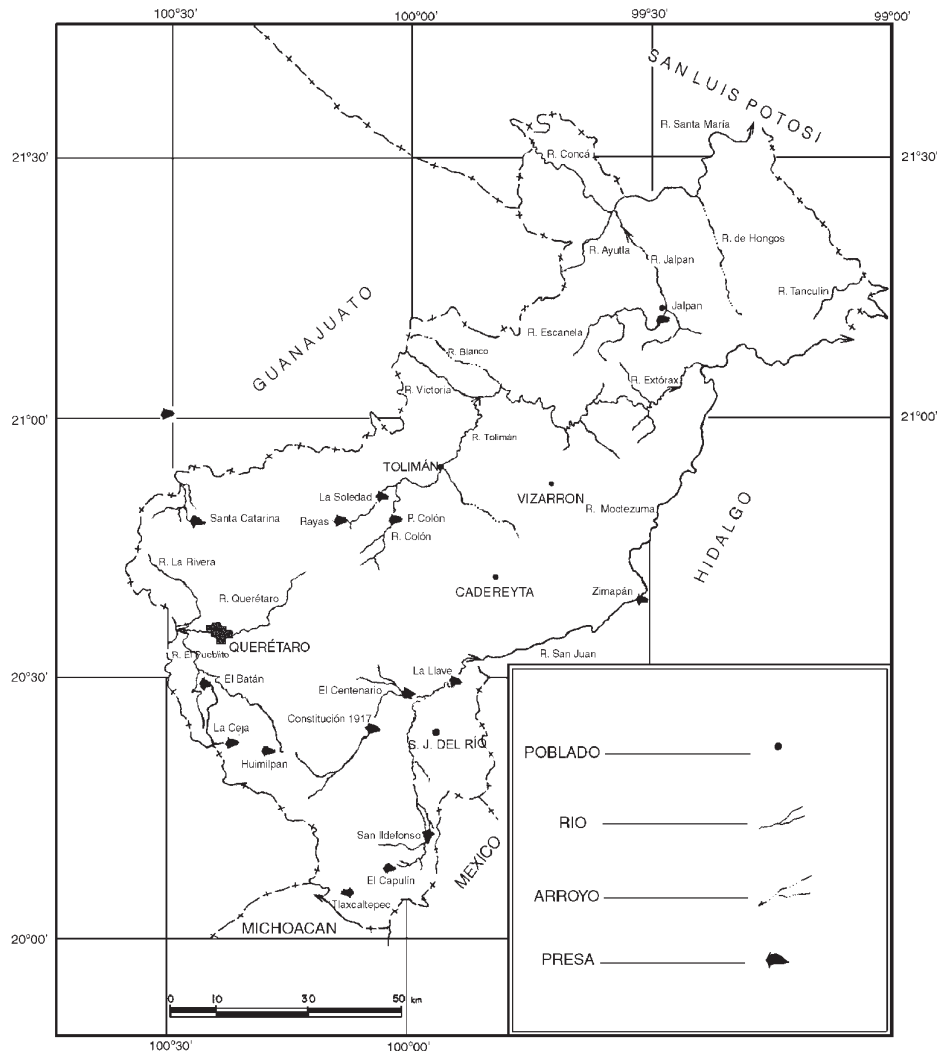 100°30'
100°00'
99°30'
99°00'
SAN LUIS POTOSI
R. Santa María
21°30'
R. Concá
21°30'
R. Ayutla
R. de Hongos
R. Jalpan
R. Tanculín
GUANAJUATO
Jalpan
R. Escanela
R. Blanco
R. Extórax
R. Victoria
21°00'
21°00'
R. Tolimán
TOLIMÁN
La Soledad
VIZARRON
Santa Catarina
Rayas
P. Colón
R. Moctezuma
R. Colón
HIDALGO
R. La Rivera
CADEREYTA
Zimapán
R. Querétaro
QUERÉTARO
R. El Pueblito
R. San Juan
20°30'
El Batán
La Llave
El Centenario
Constitución 1917
La Ceja
S. J. DEL RÍO
Huimilpan
POBLADO
RIO
San Ildefonso
MEXICO
El Capulín
Tlaxcaltepec
ARROYO
MICHOACAN
20°00'
PRESA
0 10 30 50 km
100°30'
100°00'